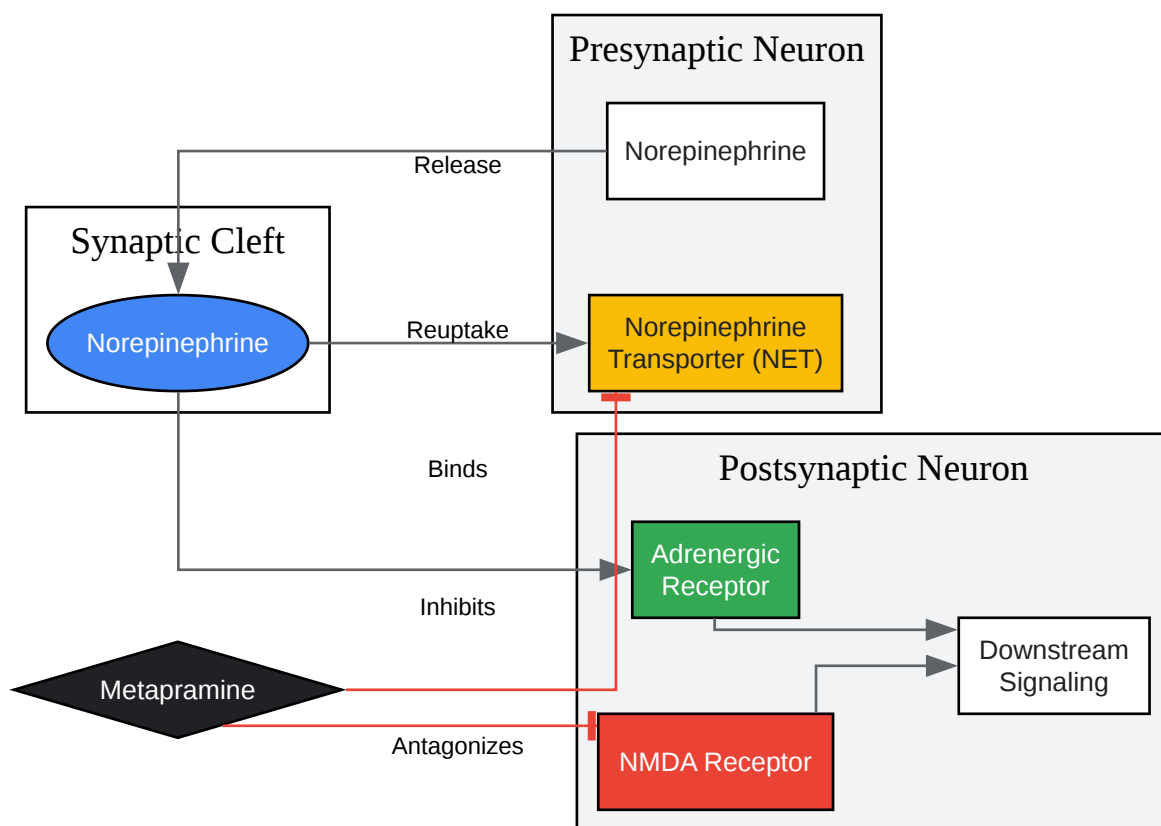 Presynaptic Neuron
Norepinephrine
Release
Synaptic Cleft
Norepinephrine
Reuptake
Norepinephrine
Transporter (NET)
Binds
Postsynaptic Neuron
Adrenergic
Receptor
Inhibits
Downstream
Signaling
Metapramine
Antagonizes
NMDA Receptor